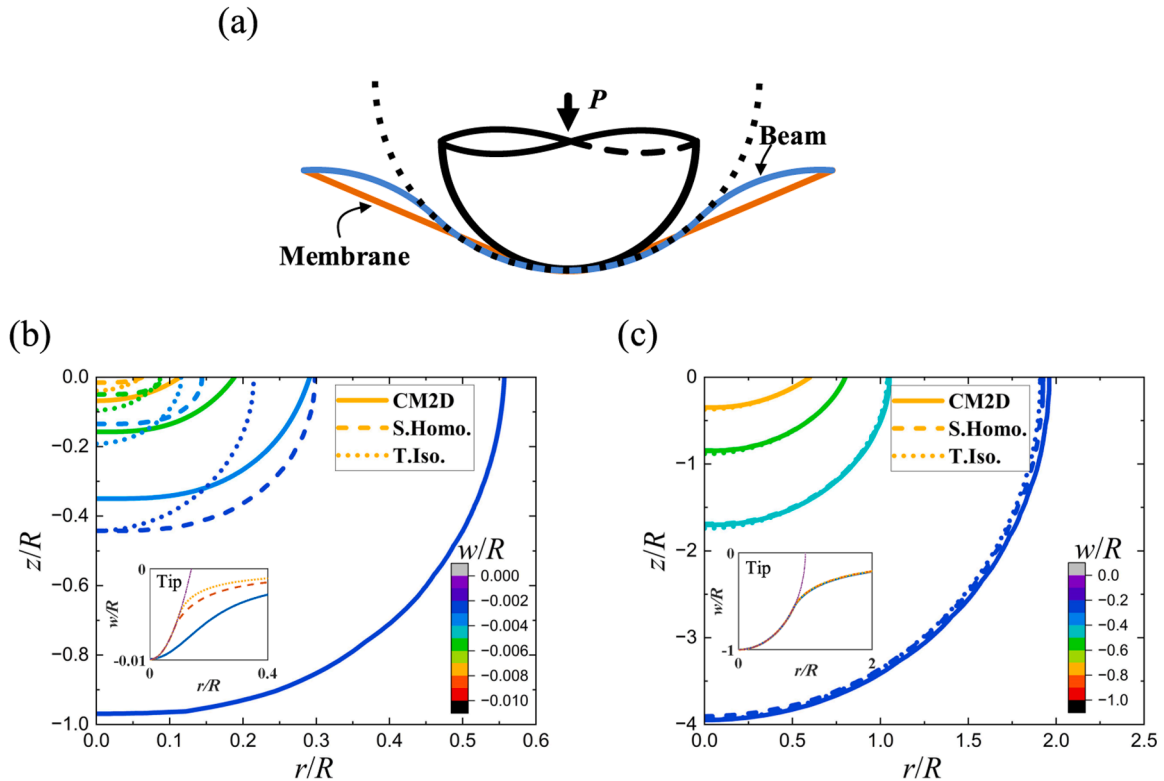 (a)
P
Beam
Membrane
(b)
(c)
0.0
−0.2
−0.4
−0.6
−0.8
−1.0
z/R
0.0 0.1 0.2 0.3 0.4 0.5 0.6
r/R
CM2D
S.Homo.
T.Iso.
w/R
0.000
−0.002
−0.004
−0.006
−0.008
−0.010
Tip
0
-0.01
w/R
0 0.4
r/R
0
−1
−2
−3
−4
z/R
0.0 0.5 1.0 1.5 2.0 2.5
r/R
CM2D
S.Homo.
T.Iso.
w/R
0.0
−0.2
−0.4
−0.6
−0.8
−1.0
Tip
0
-1
w/R
0 2
r/R